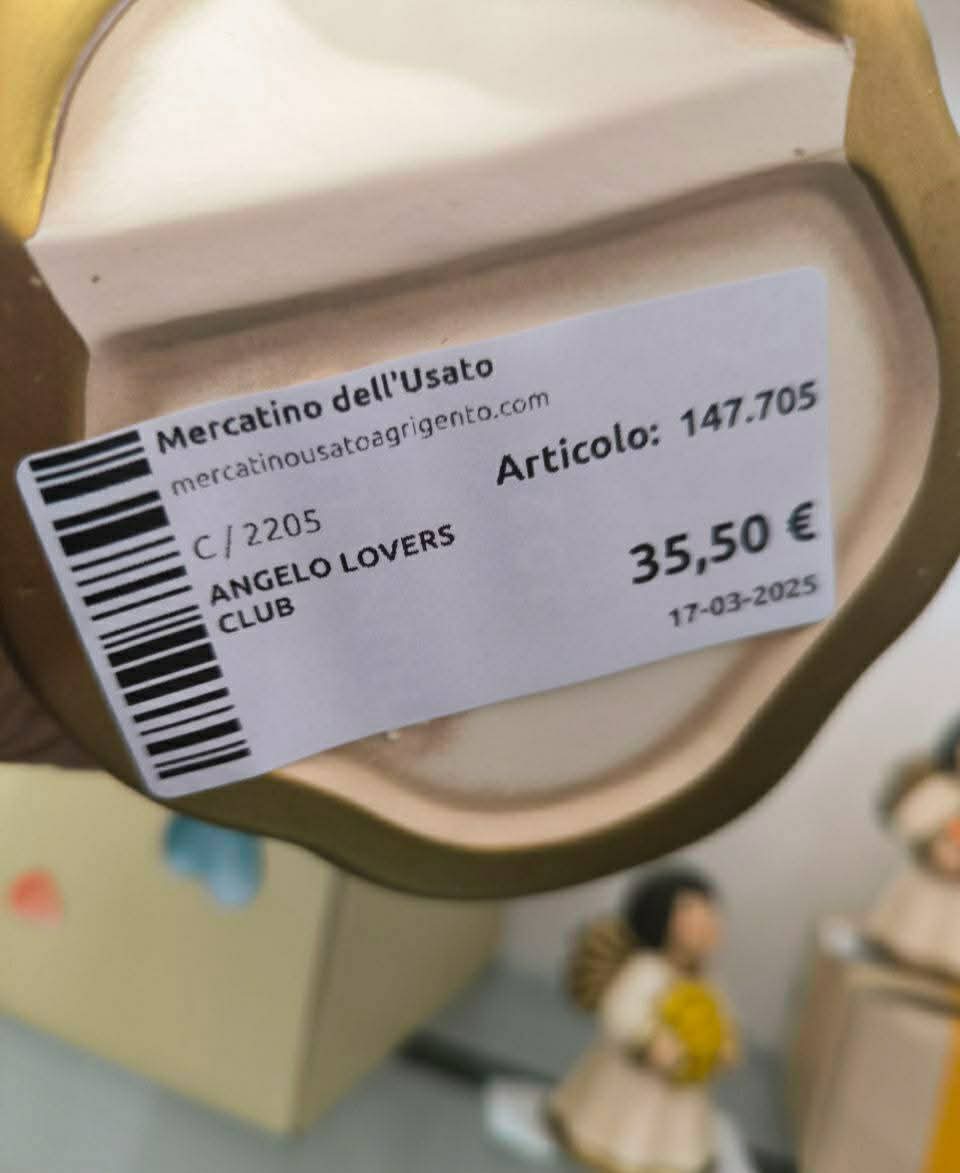 Mercatino dell'Usato
mercatinousatoagrigento.com
Articolo: 147.705
C / 2205
ANGELO LOVERS
CLUB
35,50 €
17-03-2025